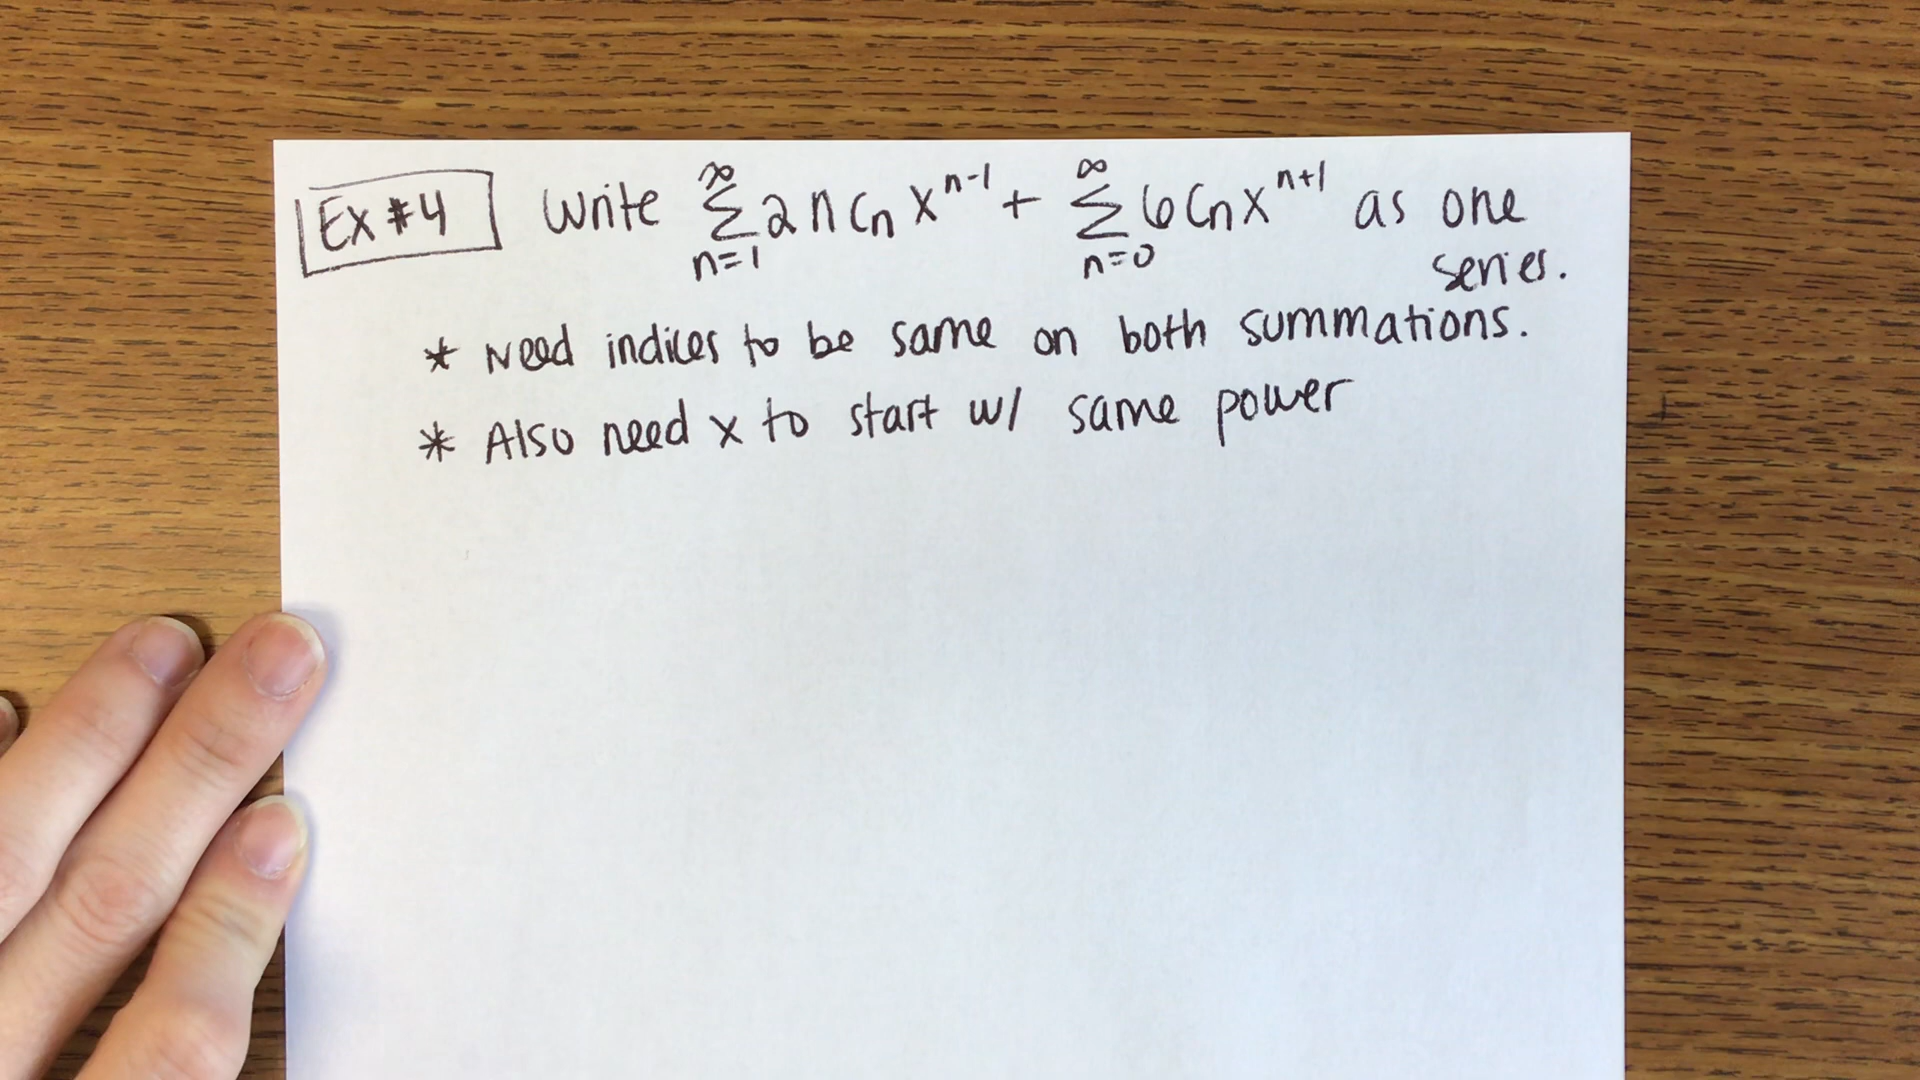 Ex #4 Write ∞∑n=1 2ncₙxⁿ⁻¹ + ∞∑n=0 6cₙxⁿ⁺¹ as one
series.
* Need indices to be same on both summations.
* Also need x to start w/ same power